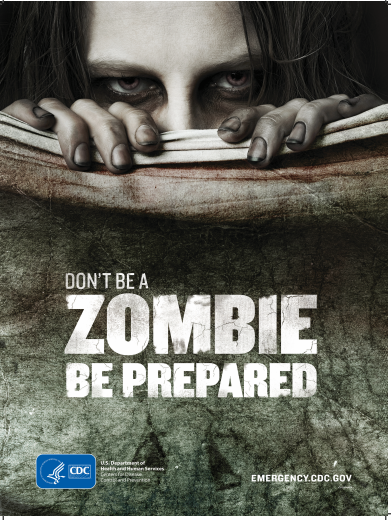 DON'T BE A
ZOMBIE
BE PREPARED
CDC
U.S. Department of
Health and Human Services
Centers for Disease
Control and Prevention
EMERGENCY.CDC.GOV